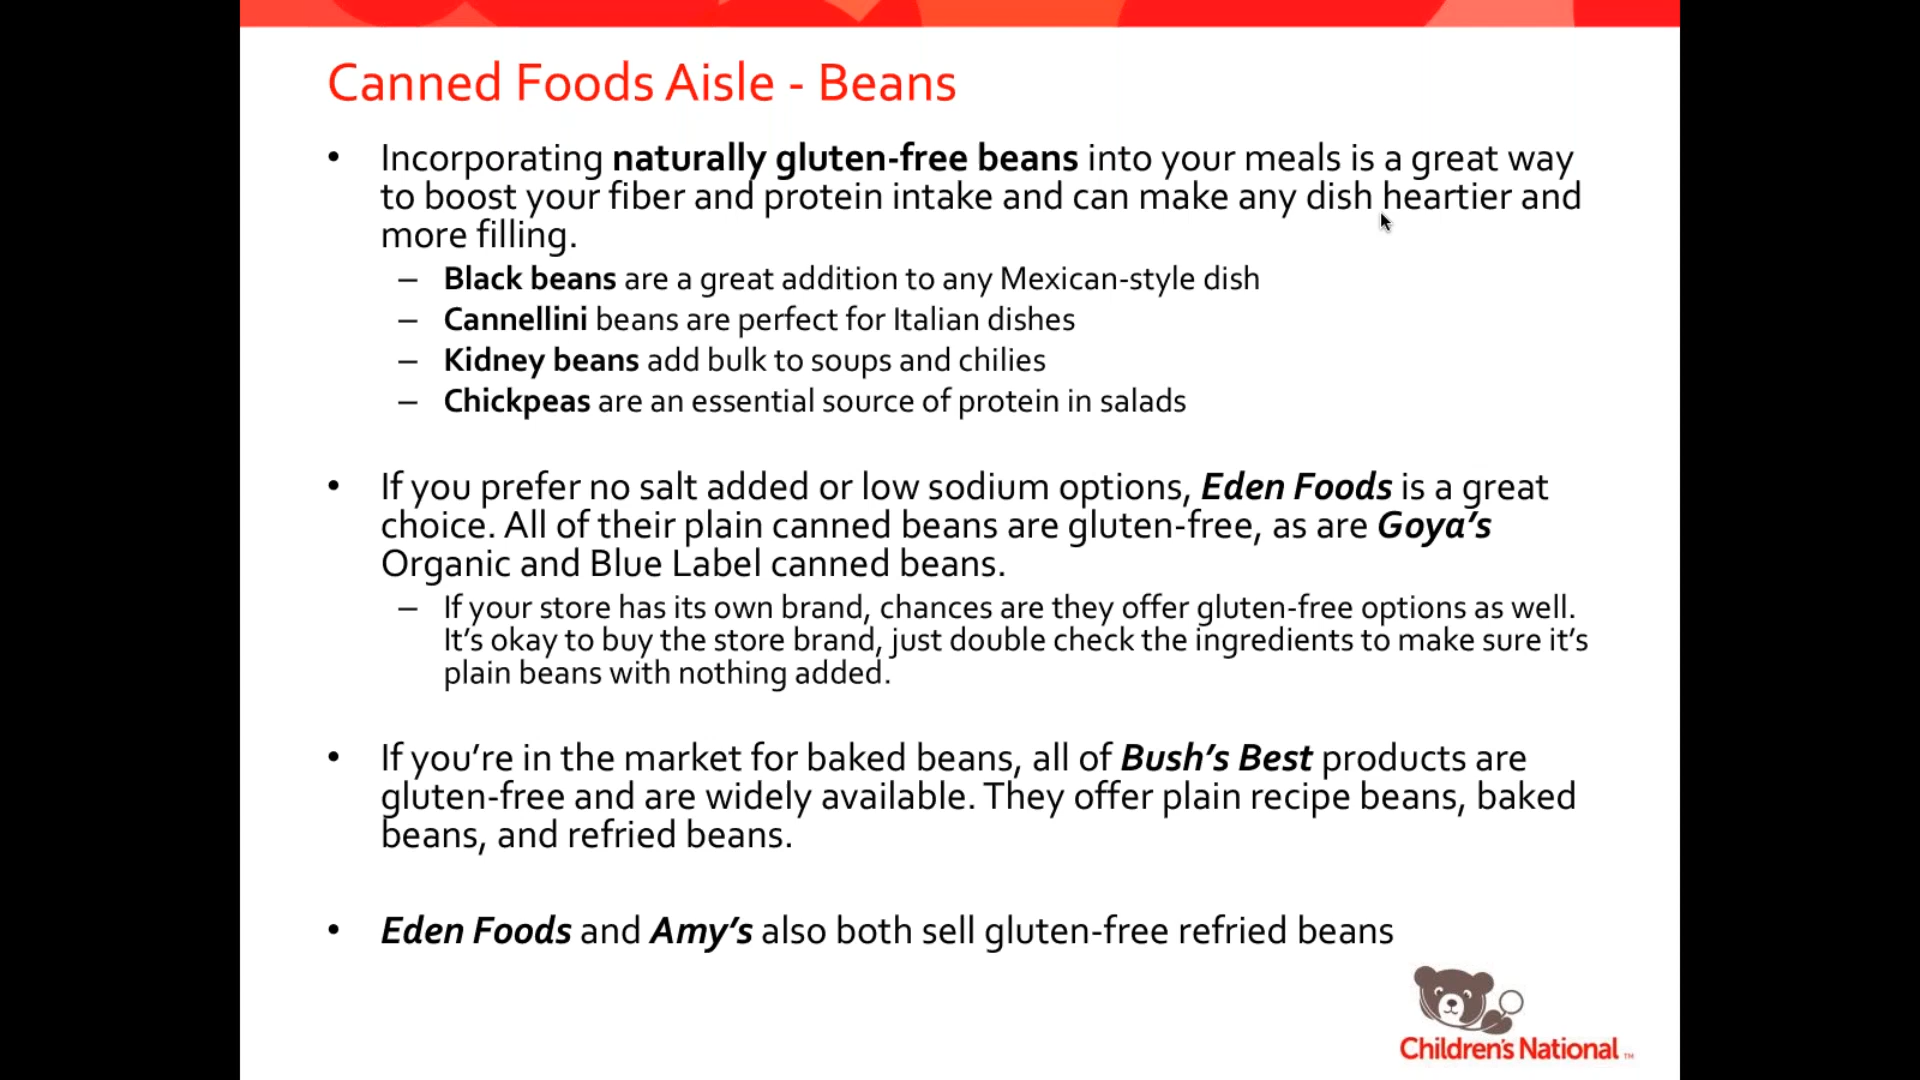 Canned Foods Aisle - Beans
• Incorporating naturally gluten-free beans into your meals is a great way
to boost your fiber and protein intake and can make any dish heartier and
more filling.
– Black beans are a great addition to any Mexican-style dish
– Cannellini beans are perfect for Italian dishes
– Kidney beans add bulk to soups and chilies
– Chickpeas are an essential source of protein in salads
• If you prefer no salt added or low sodium options, Eden Foods is a great
choice. All of their plain canned beans are gluten-free, as are Goya’s
Organic and Blue Label canned beans.
– If your store has its own brand, chances are they offer gluten-free options as well.
It’s okay to buy the store brand, just double check the ingredients to make sure it’s
plain beans with nothing added.
• If you’re in the market for baked beans, all of Bush’s Best products are
gluten-free and are widely available. They offer plain recipe beans, baked
beans, and refried beans.
• Eden Foods and Amy’s also both sell gluten-free refried beans
Children's National ™